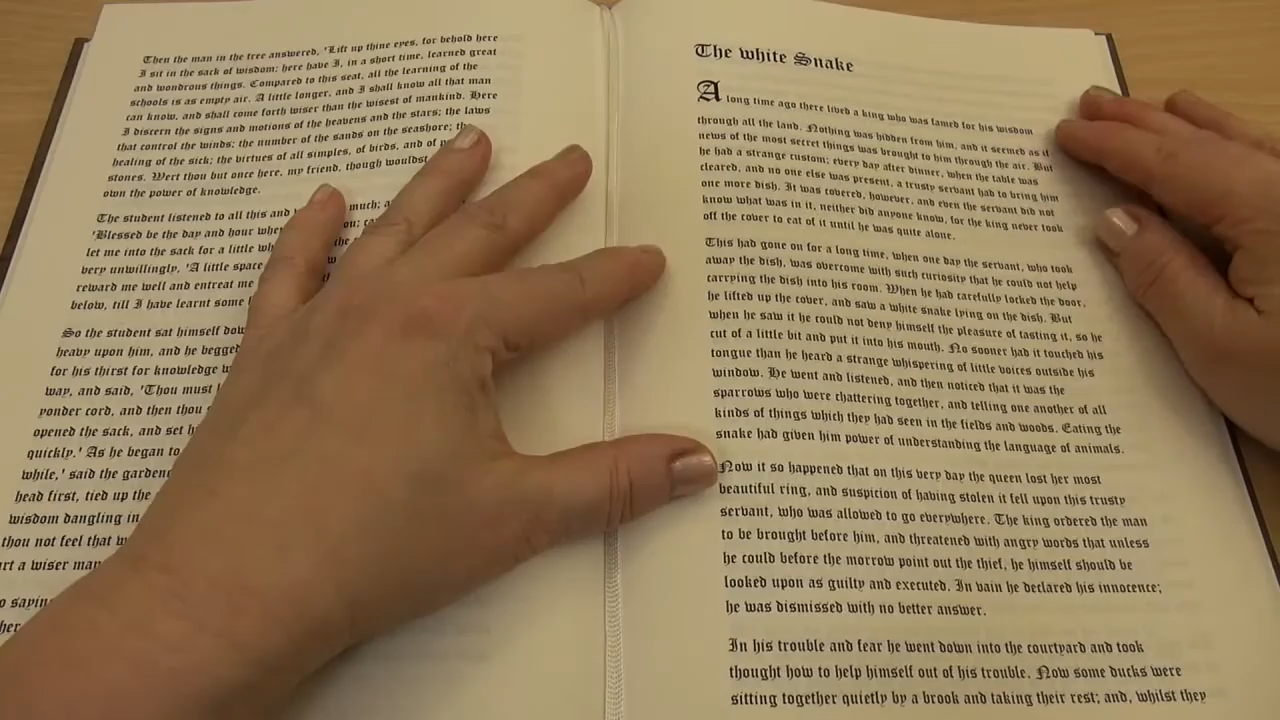 Then the man in the tree answered, 'Lift up thine eyes, for behold here
I sit in the sack of wisdom; here have I, in a short time, learned great
and wondrous things. Compared to this seat, all the learning of the
schools is as empty air. A little longer, and I shall know all that man
can know, and shall come forth wiser than the wisest of mankind. Here
I discern the signs and motions of the heavens and the stars; the laws
that control the winds; the number of the sands on the seashore; the
healing of the sick; the virtues of all simples, of birds, and of
stones. Wert thou but once here, my friend, though wouldst
own the power of knowledge.
The student listened to all this and much;
'Blessed be the day and hour when you;
let me into the sack for a little the
very unwillingly, 'A little space
reward me well and entreat me
below, till I have learnt some
So the student sat himself down
heavy upon him, and he begged
for his thirst for knowledge
way, and said, 'Thou must
yonder cord, and then thou
opened the sack, and set
quickly.' As he began to
while,' said the gardener
head first, tied up the
wisdom dangling in
thou not feel that
a wiser man
The white Snake
A long time ago there lived a king who was famed for his wisdom
through all the land. Nothing was hidden from him, and it seemed as if
news of the most secret things was brought to him through the air. But
he had a strange custom; every day after dinner, when the table was
cleared, and no one else was present, a trusty servant had to bring him
one more dish. It was covered, however, and even the servant did not
know what was in it, neither did anyone know, for the king never took
off the cover to eat of it until he was quite alone.
This had gone on for a long time, when one day the servant, who took
away the dish, was overcome with such curiosity that he could not help
carrying the dish into his room. When he had carefully locked the door,
he lifted up the cover, and saw a white snake lying on the dish. But
when he saw it he could not deny himself the pleasure of tasting it, so he
cut of a little bit and put it into his mouth. No sooner had it touched his
tongue than he heard a strange whispering of little voices outside his
window. He went and listened, and then noticed that it was the
sparrows who were chattering together, and telling one another of all
kinds of things which they had seen in the fields and woods. Eating the
snake had given him power of understanding the language of animals.
Now it so happened that on this very day the queen lost her most
beautiful ring, and suspicion of having stolen it fell upon this trusty
servant, who was allowed to go everywhere. The king ordered the man
to be brought before him, and threatened with angry words that unless
he could before the morrow point out the thief, he himself should be
looked upon as guilty and executed. In vain he declared his innocence;
he was dismissed with no better answer.
In his trouble and fear he went down into the courtyard and took
thought how to help himself out of his trouble. Now some ducks were
sitting together quietly by a brook and taking their rest; and, whilst they